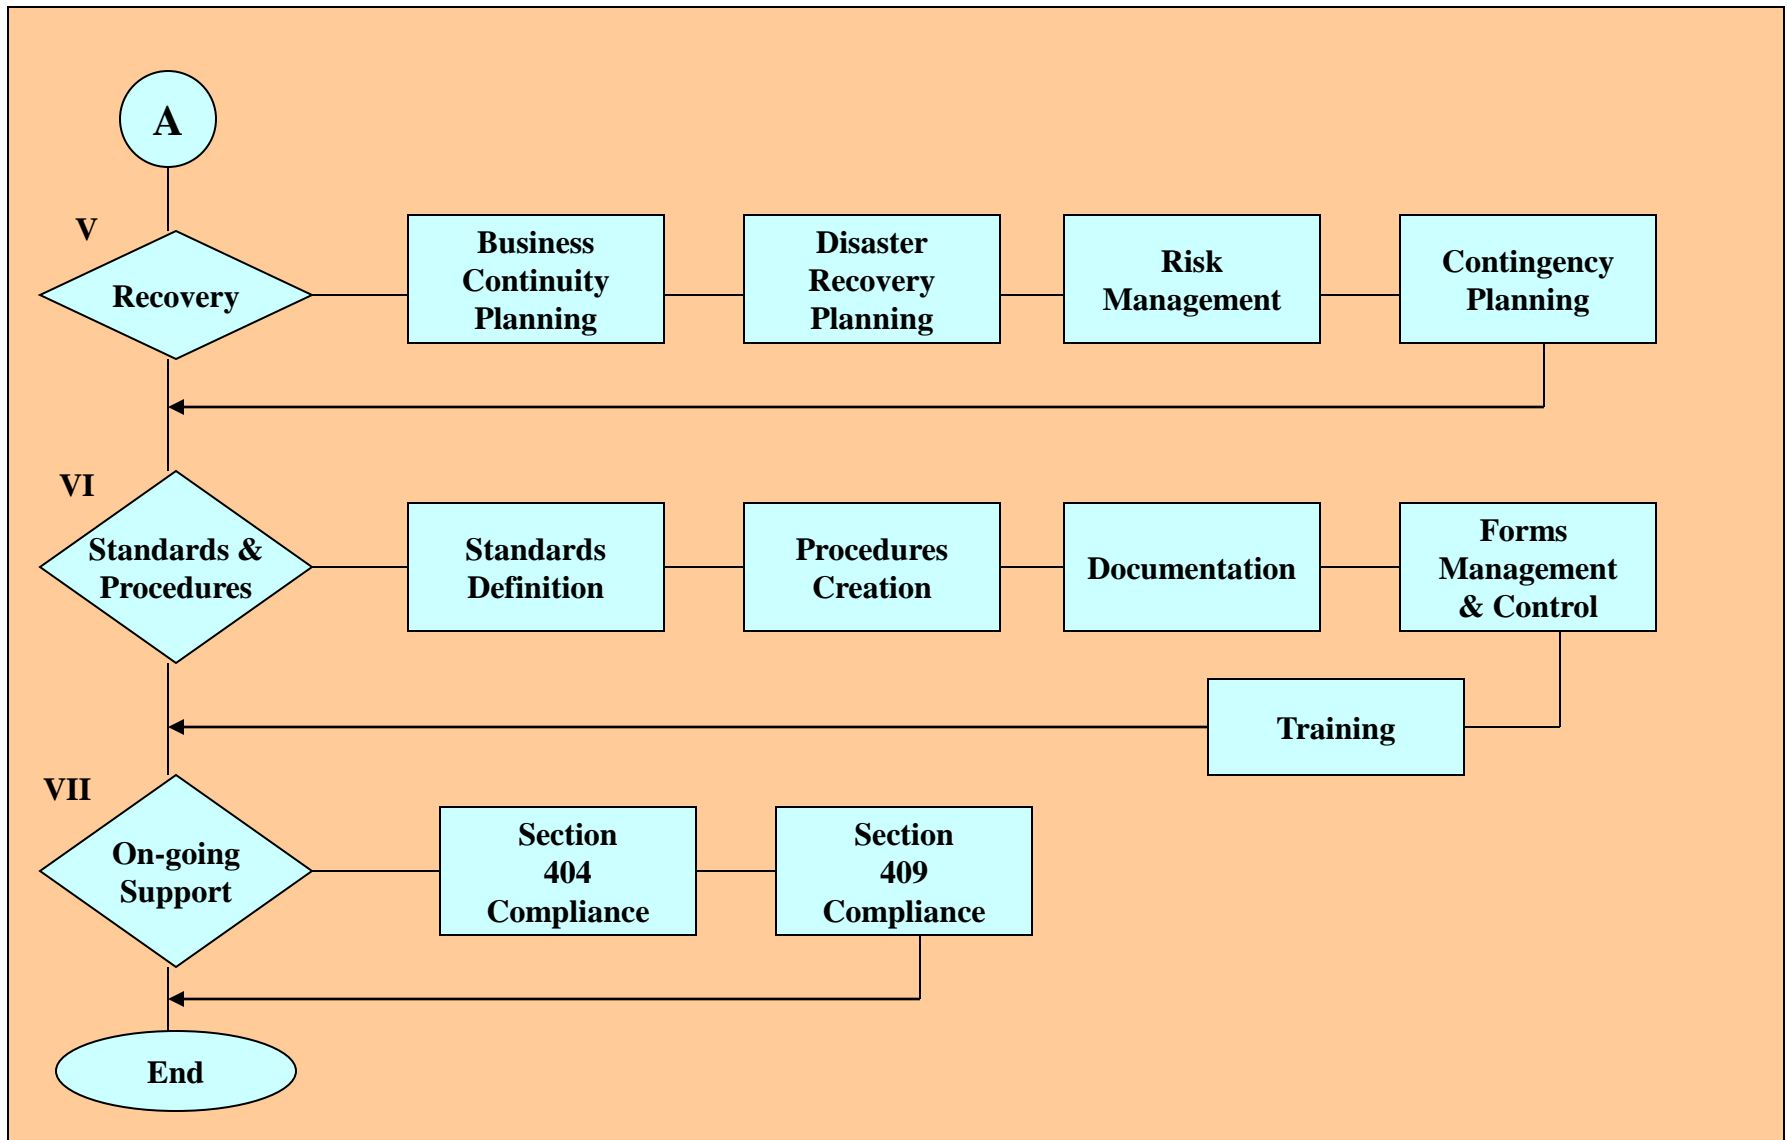 A
V
Recovery
Business
Continuity
Planning
Disaster
Recovery
Planning
Risk
Management
Contingency
Planning
VI
Standards &
Procedures
Standards
Definition
Procedures
Creation
Documentation
Forms
Management
& Control
Training
VII
On-going
Support
Section
404
Compliance
Section
409
Compliance
End